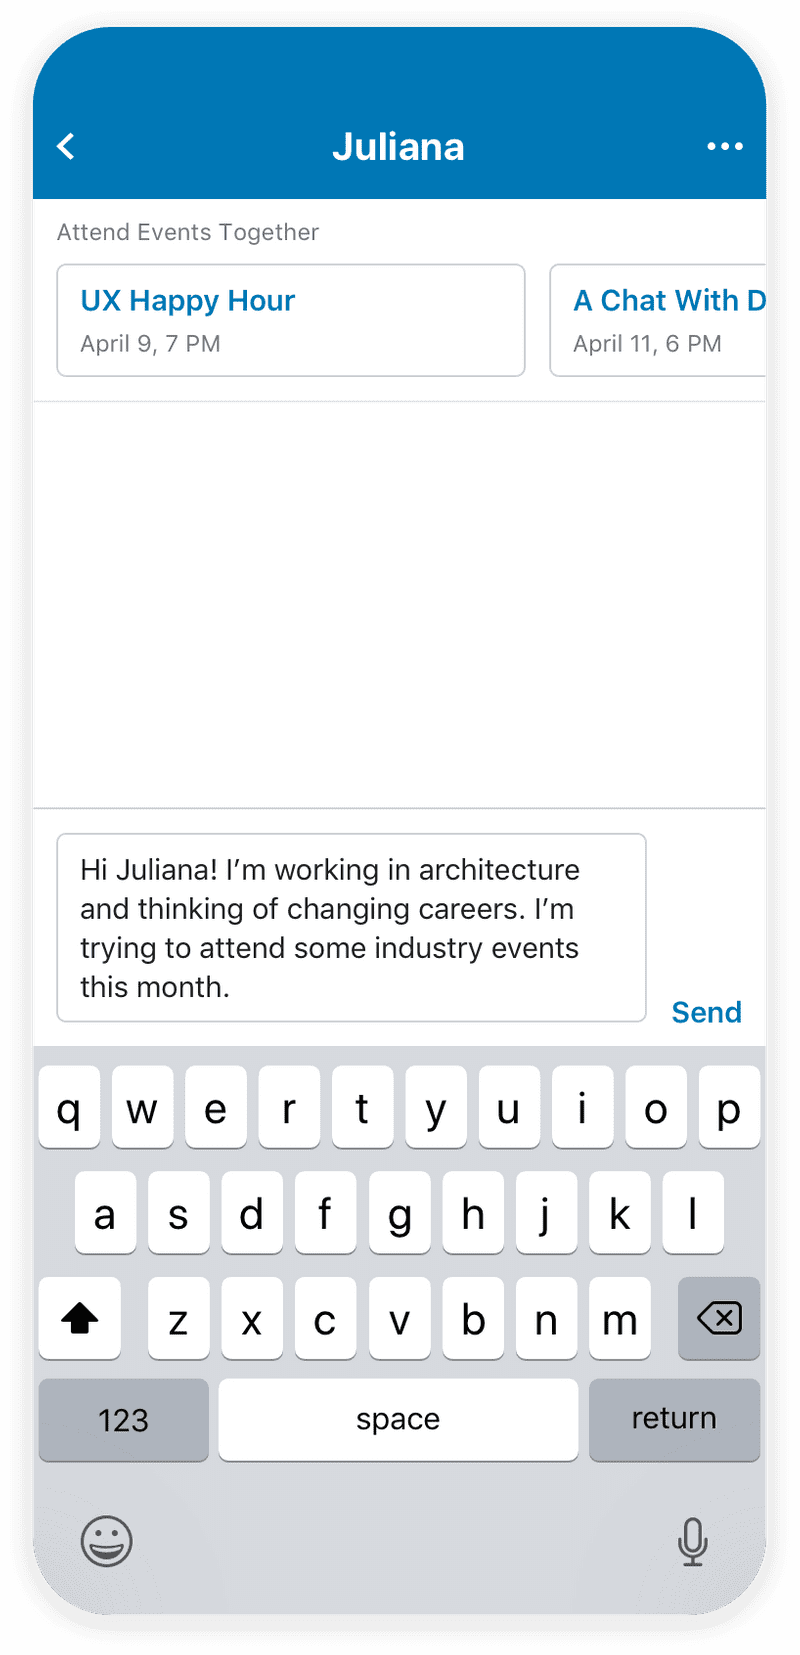 Juliana
Attend Events Together
UX Happy Hour
April 9, 7 PM
A Chat With D
April 11, 6 PM
Hi Juliana! I’m working in architecture
and thinking of changing careers. I’m
trying to attend some industry events
this month.
Send
q w e r t y u i o p
a s d f g h j k l
z x c v b n m
123 space return